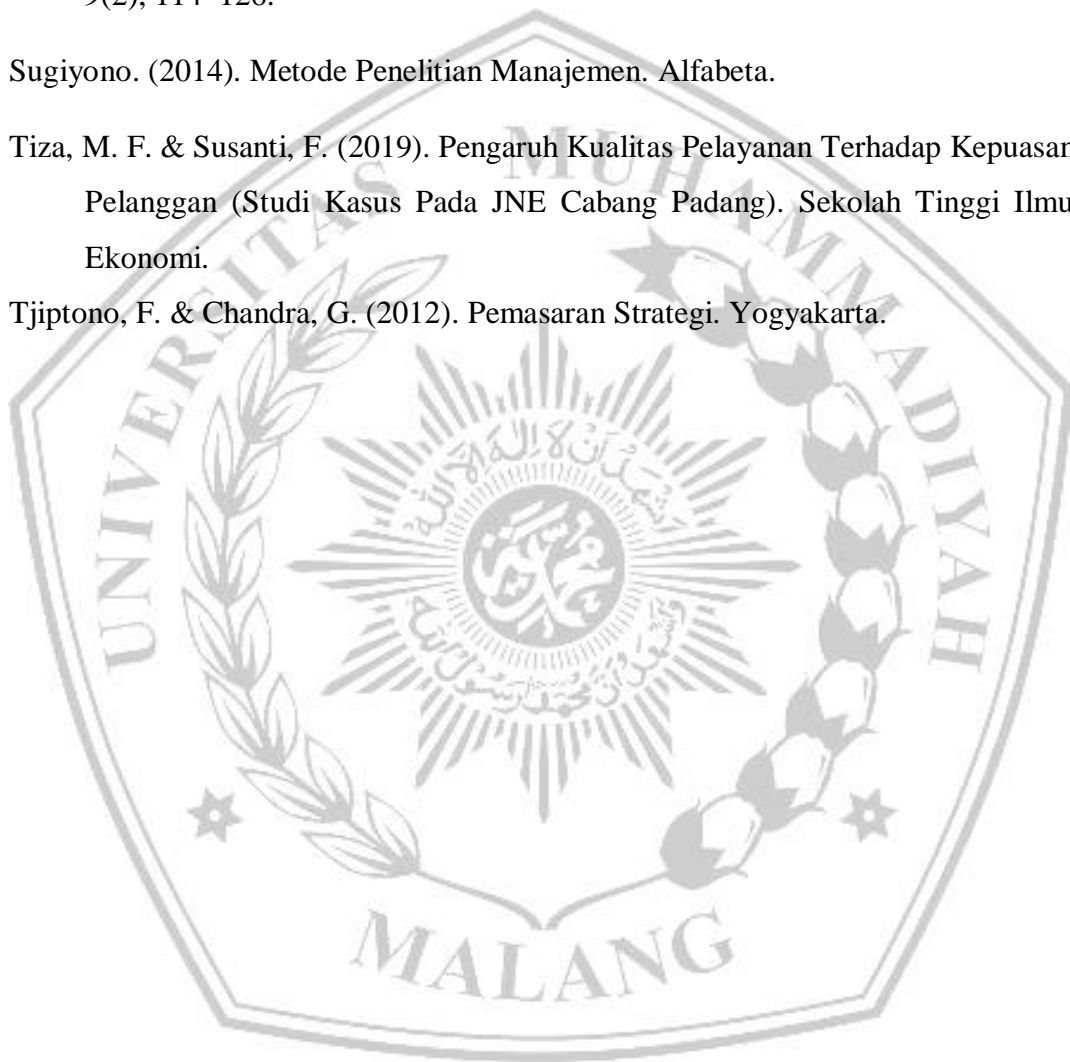 9(2), 114–126.
Sugiyono. (2014). Metode Penelitian Manajemen. Alfabeta.
Tiza, M. F. & Susanti, F. (2019). Pengaruh Kualitas Pelayanan Terhadap Kepuasan
Pelanggan (Studi Kasus Pada JNE Cabang Padang). Sekolah Tinggi Ilmu
Ekonomi.
Tjiptono, F. & Chandra, G. (2012). Pemasaran Strategi. Yogyakarta.
UNIVERSITAS MUHAMMADIYAH
MALANG